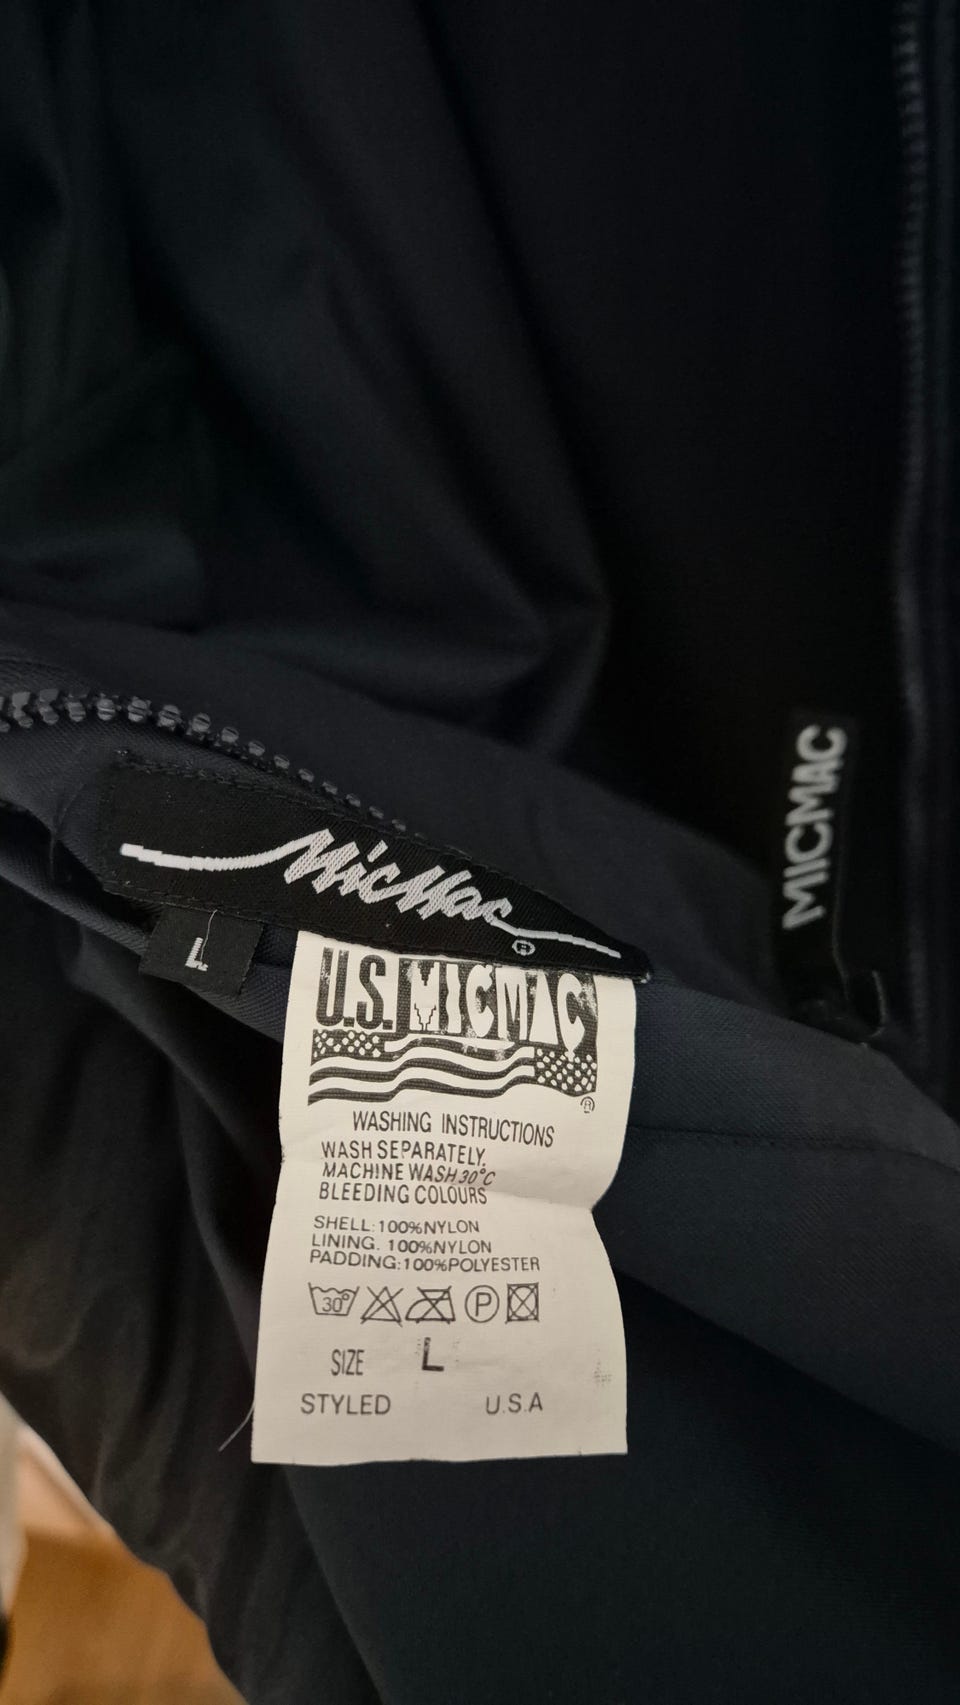 MicMac
®
L
MICMAC
U.S. MICMAC
®
WASHING INSTRUCTIONS
WASH SEPARATELY,
MACHINE WASH 30°C
BLEEDING COLOURS
SHELL: 100% NYLON
LINING. 100% NYLON
PADDING: 100% POLYESTER
30° P
SIZE L
STYLED U.S.A